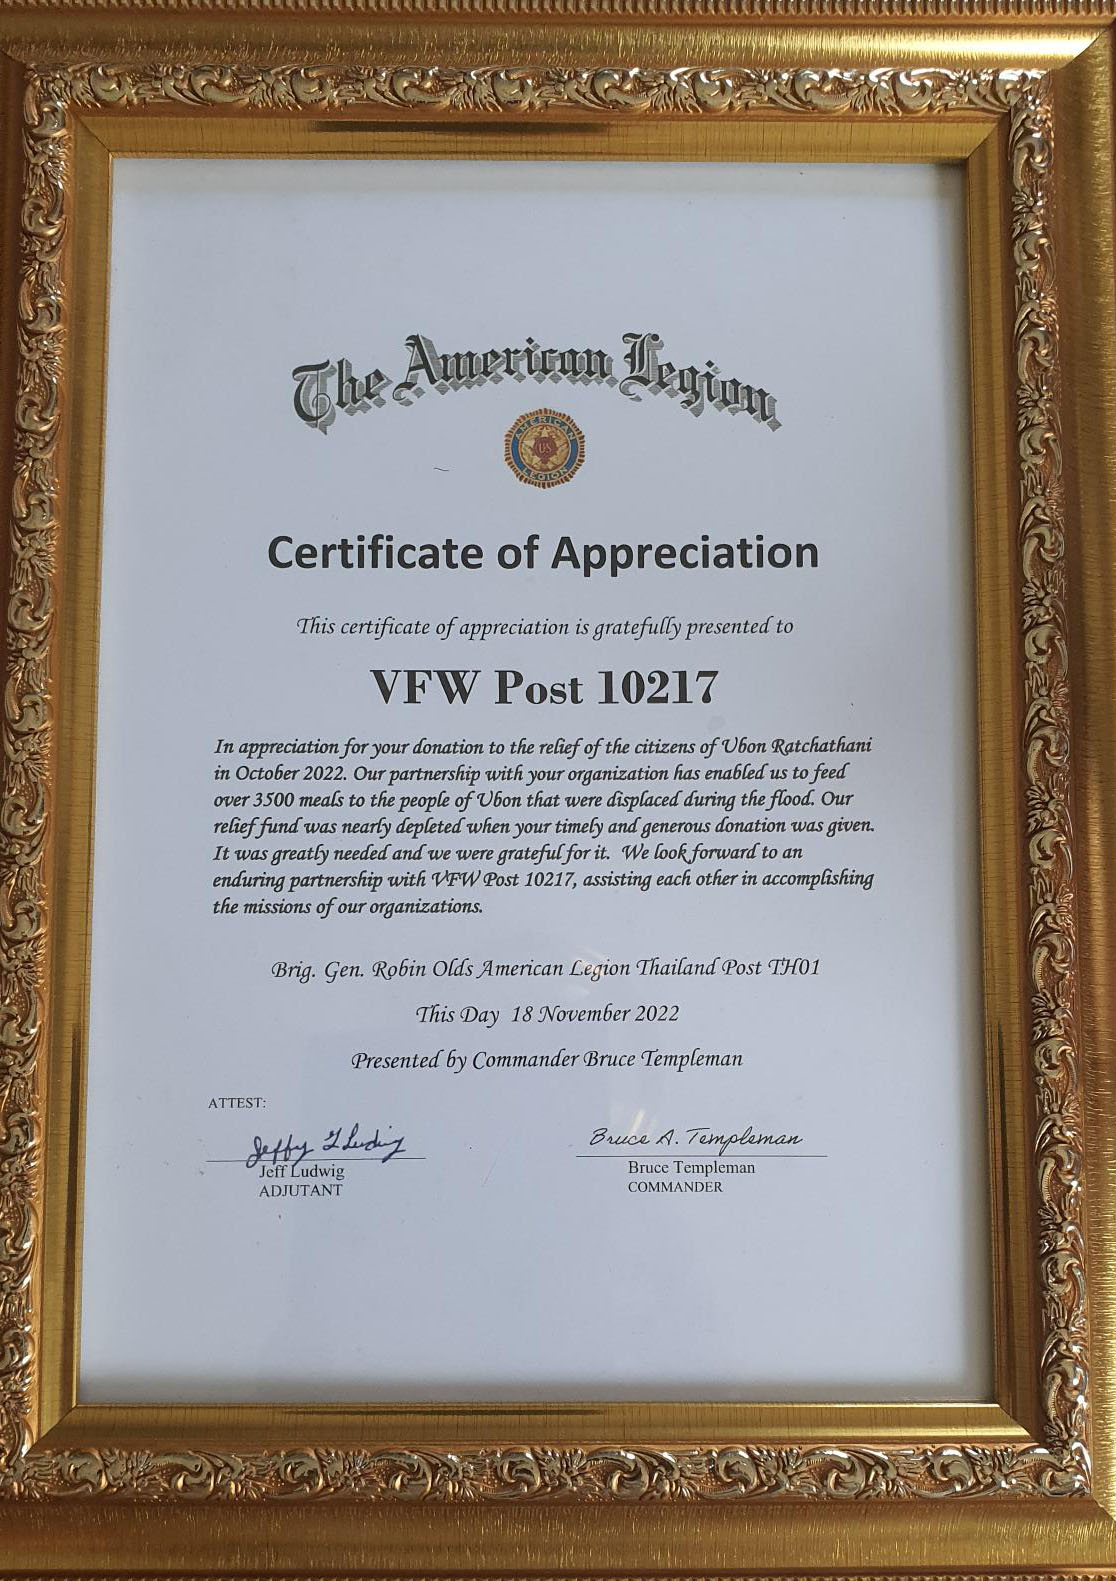 The American Legion
AMERICAN
U.S
LEGION
Certificate of Appreciation
This certificate of appreciation is gratefully presented to
VFW Post 10217
In appreciation for your donation to the relief of the citizens of Ubon Ratchathani
in October 2022. Our partnership with your organization has enabled us to feed
over 3500 meals to the people of Ubon that were displaced during the flood. Our
relief fund was nearly depleted when your timely and generous donation was given.
It was greatly needed and we were grateful for it. We look forward to an
enduring partnership with VFW Post 10217, assisting each other in accomplishing
the missions of our organizations.
Brig. Gen. Robin Olds American Legion Thailand Post TH01
This Day 18 November 2022
Presented by Commander Bruce Templeman
ATTEST:
Ludwig
Bruce A. Templeman
Jeff Ludwig
Bruce Templeman
ADJUTANT
COMMANDER